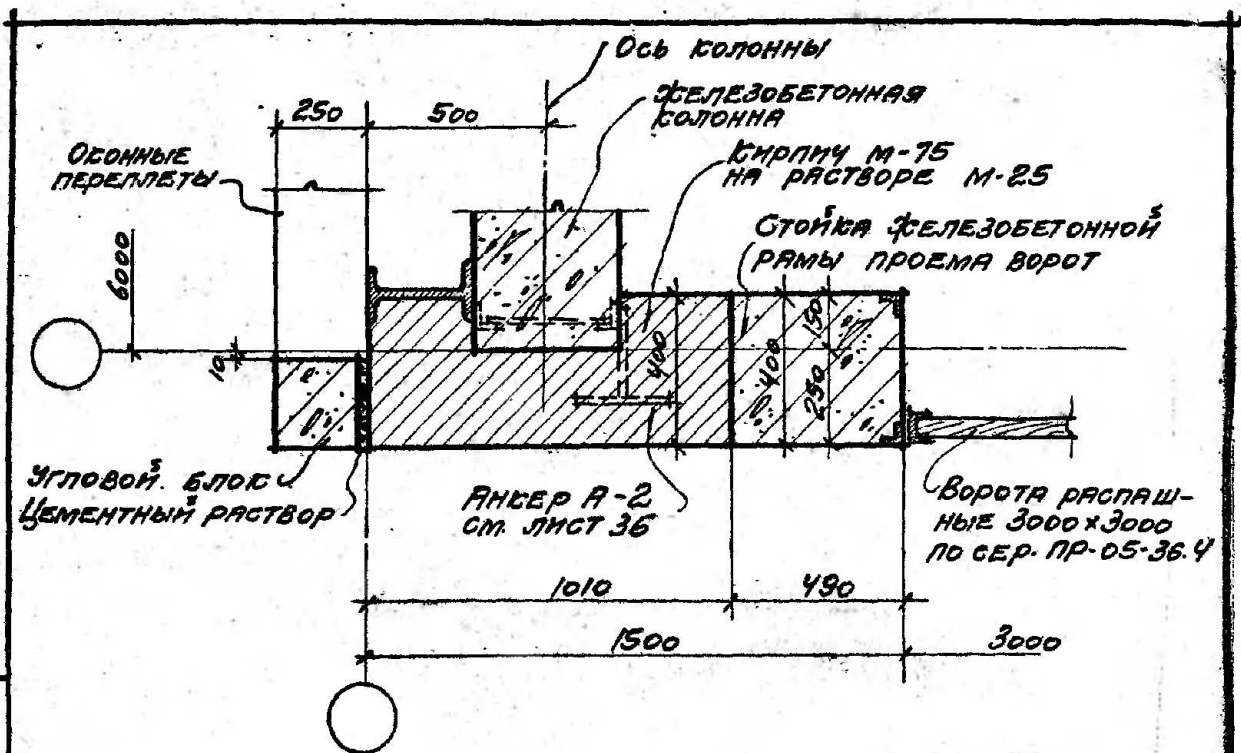 Ось колонны
Железобетонная
колонна
250
500
Оконные
переплеты
Кирпич М-75
на растворе М-25
Стойка железобетонной
рамы проема ворот
6000
10
400
400
150
250
Угловой блок
Цементный раствор
Анкер А-2
см. лист 36
Ворота распаш-
ные 3000×3000
по сер. ПР-05-36.4
1010
490
1500
3000